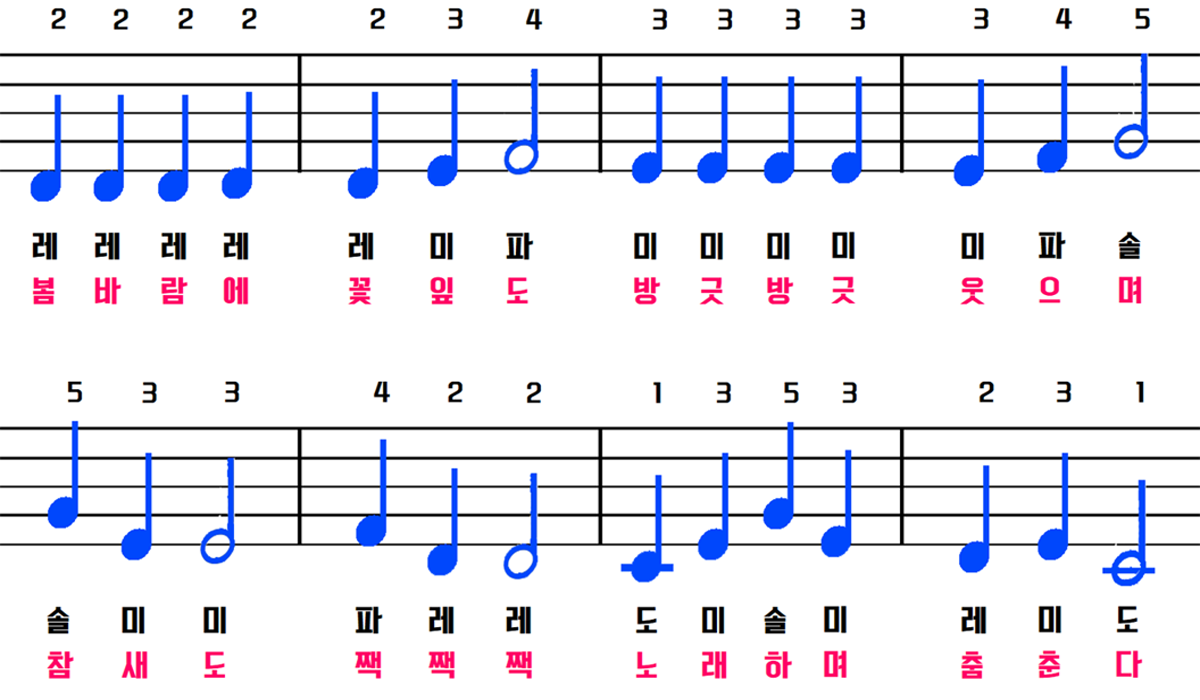 2 2 2 2 2 3 4 3 3 3 3 3 4 5
레 레 레 레 레 미 파 미 미 미 미 미 파 솔
봄 바 람 에 꽃 잎 도 방 긋 방 긋 웃 으 며
5 3 3 4 2 2 1 3 5 3 2 3 1
솔 미 미 파 레 레 도 미 솔 미 레 미 도
참 새 도 짹 짹 짹 노 래 하 며 춤 춘 다